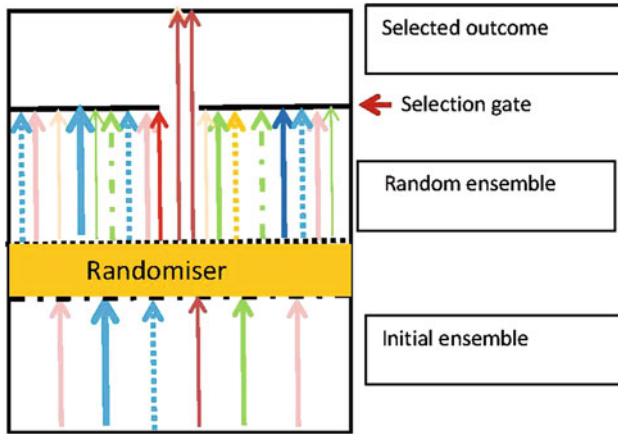 Selected outcome
Selection gate
Random ensemble
Randomiser
Initial ensemble